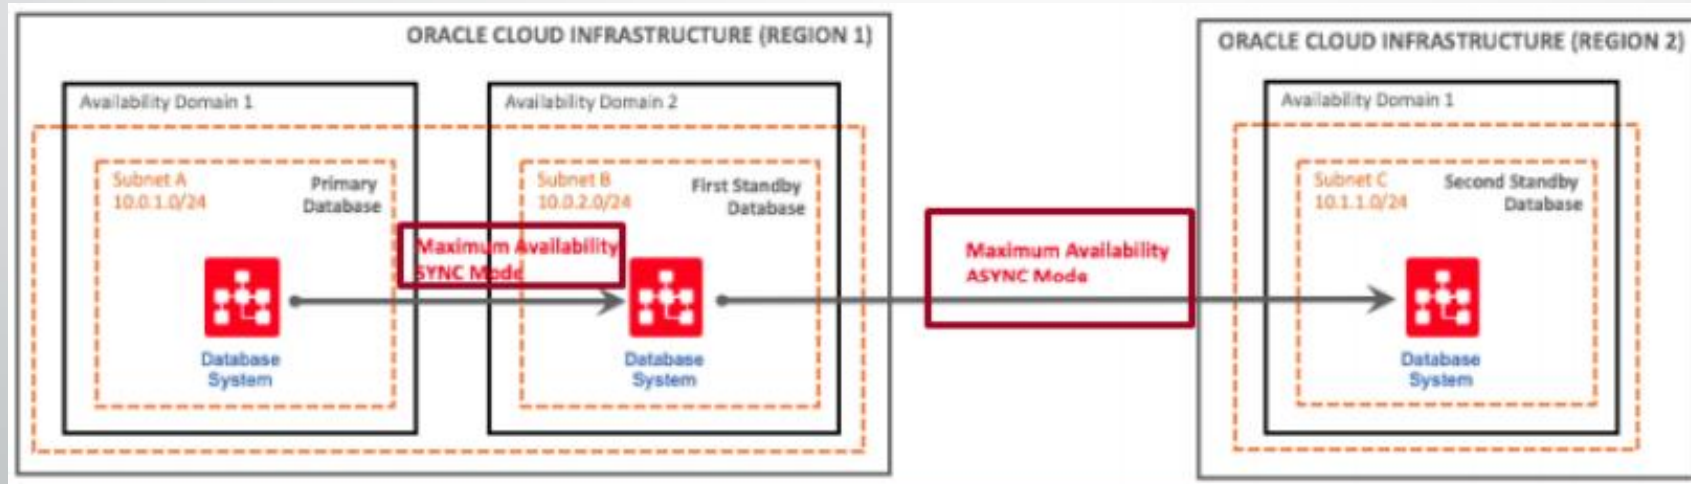 ORACLE CLOUD INFRASTRUCTURE (REGION 1)
Availability Domain 1
Subnet A
10.0.1.0/24
Primary
Database
Database
System
Maximum Availability
SYNC Mode
Availability Domain 2
Subnet B
10.0.2.0/24
First Standby
Database
Database
System
Maximum Availability
ASYNC Mode
ORACLE CLOUD INFRASTRUCTURE (REGION 2)
Availability Domain 1
Subnet C
10.1.1.0/24
Second Standby
Database
Database
System